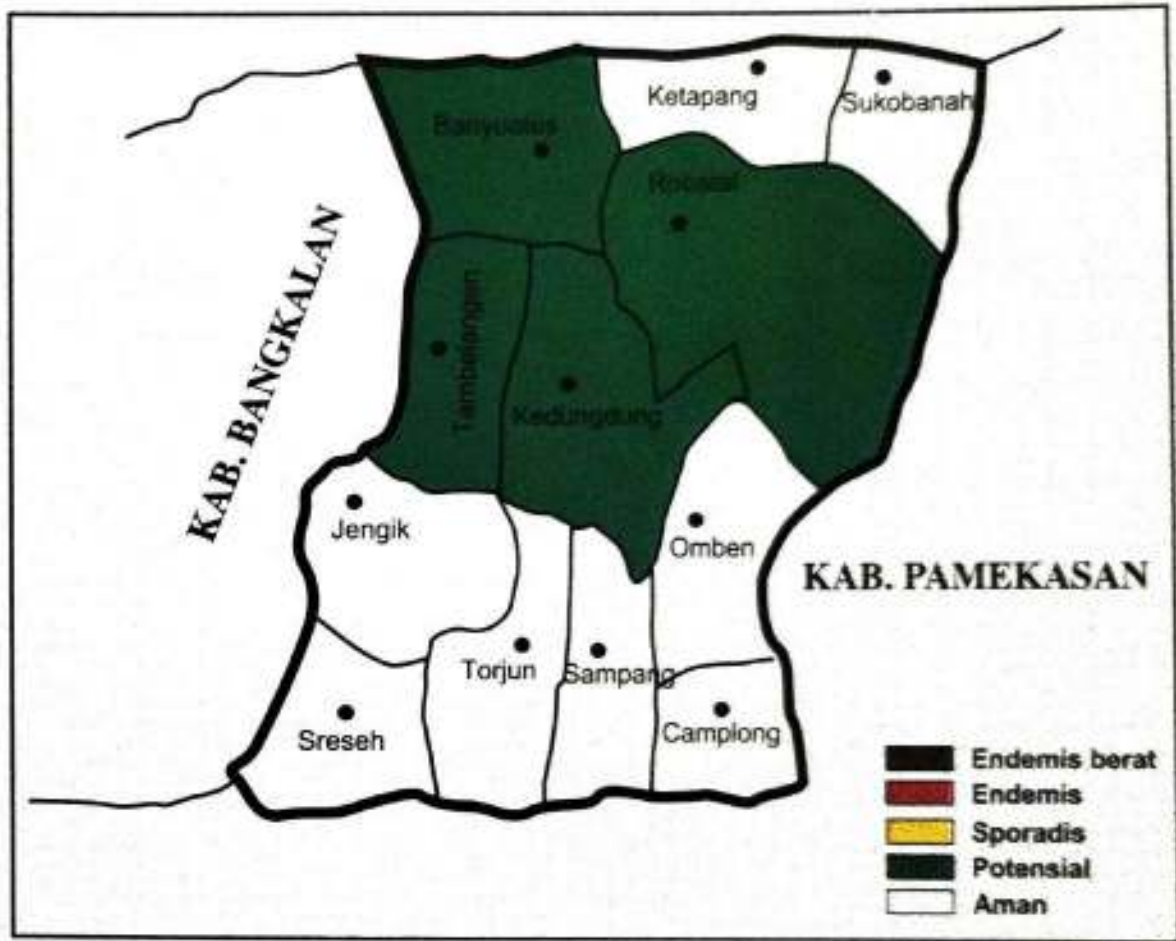 Ketapang
Sukobanah
Banyuates
Robatal
KAB. BANGKALAN
Tambelangan
Kedungdung
Jengik
Omben
KAB. PAMEKASAN
Torjun
Sampang
Sreseh
Camplong
Endemis berat
Endemis
Sporadis
Potensial
Aman